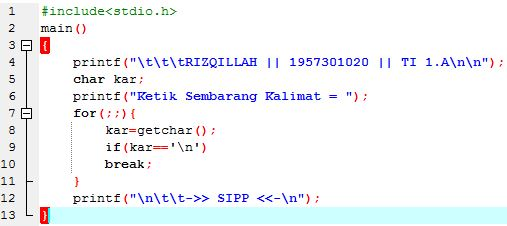 1 #include<stdio.h>
2 main()
3 {
4 printf("\t\t\tRIZQILLAH || 1957301020 || TI 1.A\n\n");
5 char kar;
6 printf("Ketik Sembarang Kalimat = ");
7 for(;;){
8 kar=getchar();
9 if(kar=='\n')
10 break;
11 }
12 printf("\n\t\t->> SIPP <<-\n");
13 }